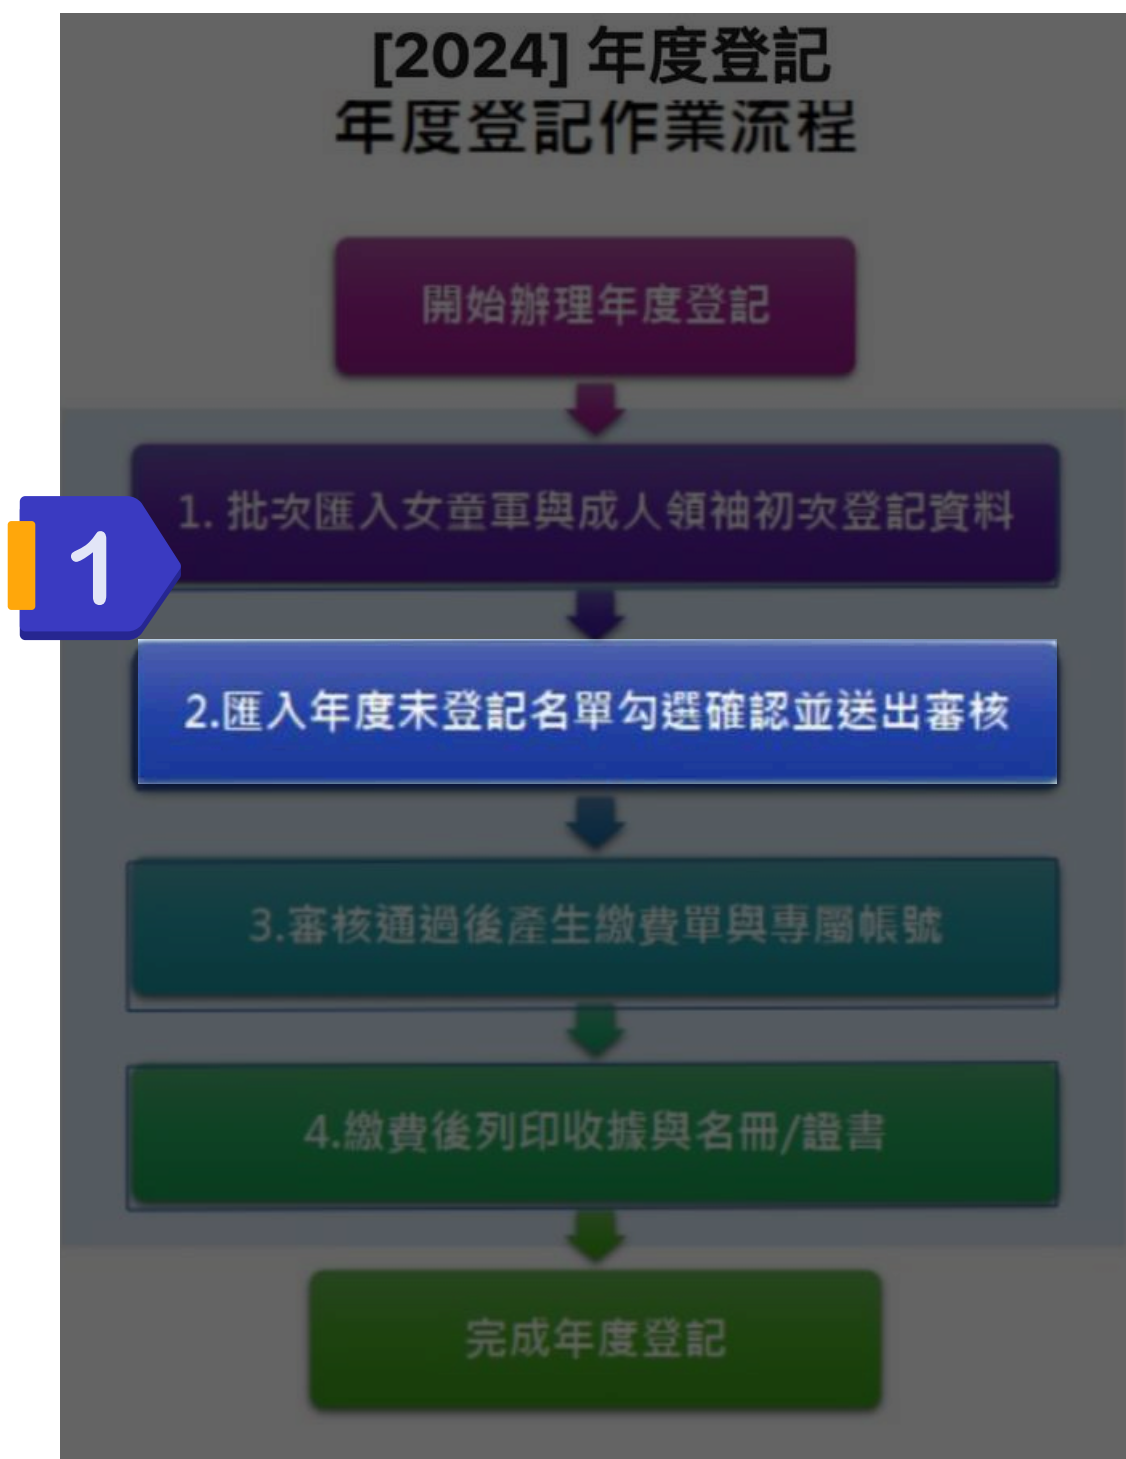 [2024] 年度登記
年度登記作業流程
開始辦理年度登記
1. 批次匯入女童軍與成人領袖初次登記資料
1
2.匯入年度未登記名單勾選確認並送出審核
3.審核通過後產生繳費單與專屬帳號
4.繳費後列印收據與名冊/證書
完成年度登記